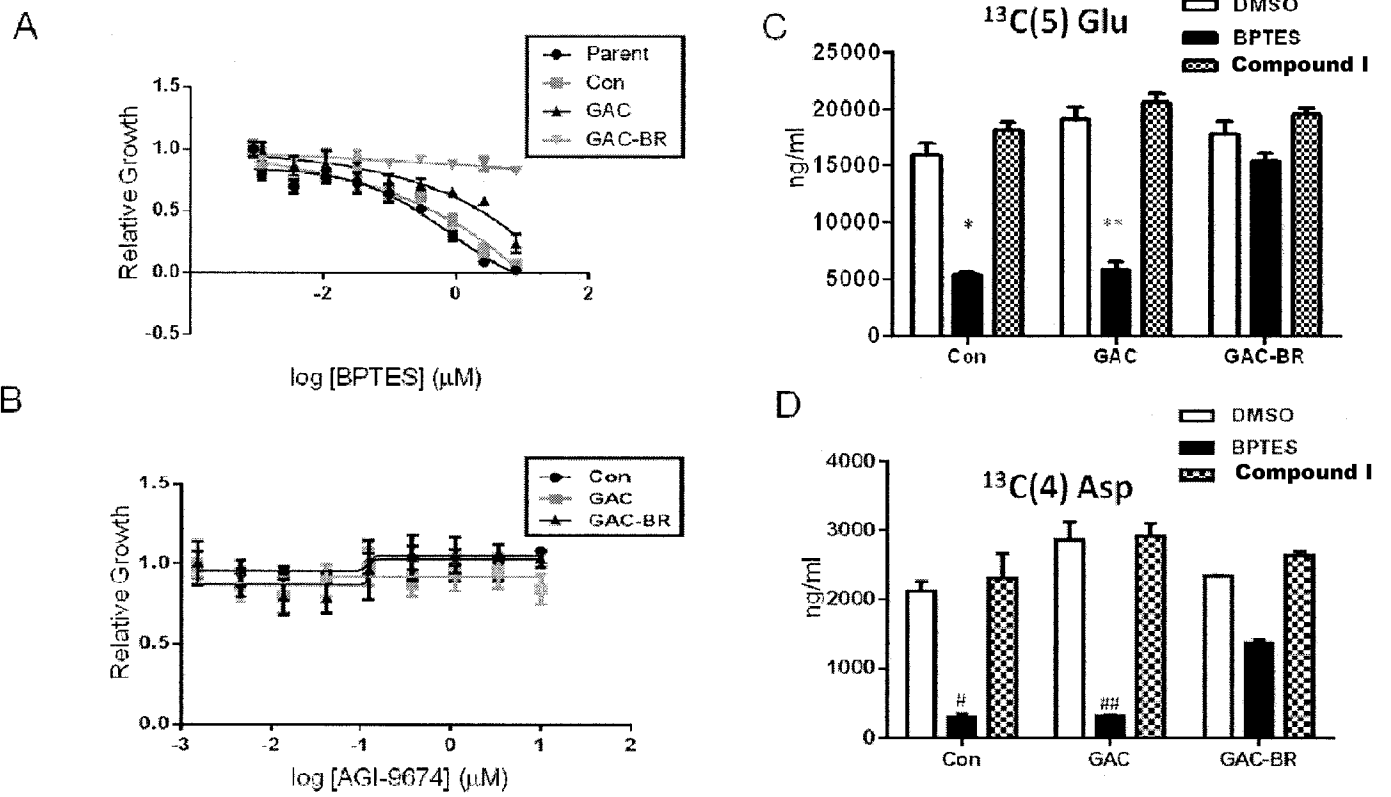 A
Parent
Con
GAC
GAC-BR
1.5
1.0
0.5
0.0
-0.5
-2
0
2
Relative Growth
log [BPTES] (µM)
B
Con
GAC
GAC-BR
1.5
1.0
0.5
0.0
-3
-2
-1
0
1
2
Relative Growth
log [AGI-9674] (µM)
C
13C(5) Glu
DMSO
BPTES
Compound I
25000
20000
15000
10000
5000
0
ng/ml
*
**
Con
GAC
GAC-BR
D
13C(4) Asp
DMSO
BPTES
Compound I
4000
3000
2000
1000
0
ng/ml
#
##
Con
GAC
GAC-BR